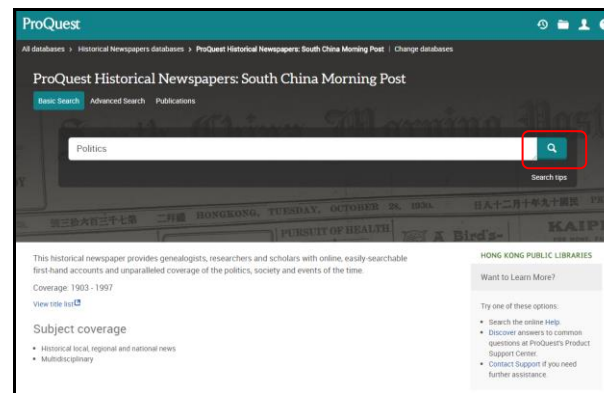 ProQuest
All databases > Historical Newspapers databases > ProQuest Historical Newspapers: South China Morning Post | Change databases
ProQuest Historical Newspapers: South China Morning Post
Basic Search Advanced Search Publications
Politics
Search tips
HONGKONG, TUESDAY, OCTOBER 28, 1930.
PURSUIT OF HEALTH
A Bird's-
KAIP
This historical newspaper provides genealogists, researchers and scholars with online, easily-searchable
first-hand accounts and unparalleled coverage of the politics, society and events of the time.
Coverage: 1903 - 1997
View title list
Subject coverage
• Historical local, regional and national news
• Multidisciplinary
HONG KONG PUBLIC LIBRARIES
Want to Learn More?
Try one of these options:
• Search the online Help.
• Discover answers to common
questions at ProQuest's Product
Support Center.
• Contact Support if you need
further assistance.